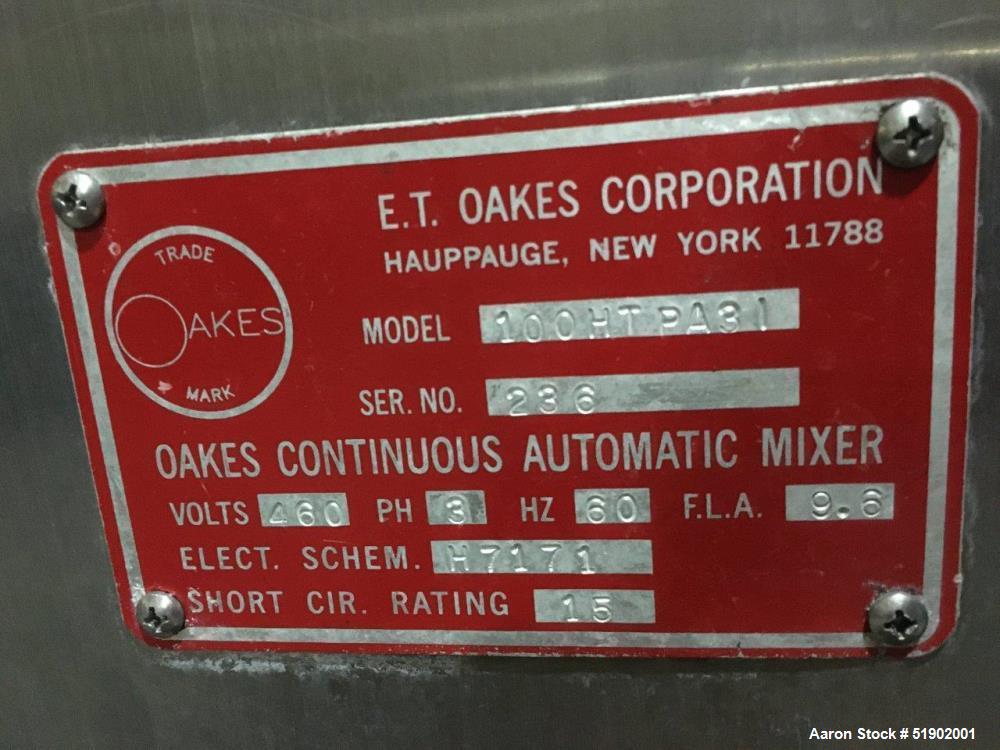 E.T. OAKES CORPORATION
HAUPPAUGE, NEW YORK 11788
TRADE
OAKES
MARK
MODEL 100HTPA31
SER. NO. 236
OAKES CONTINUOUS AUTOMATIC MIXER
VOLTS 460 PH 3 HZ 60 F.L.A. 9.6
ELECT. SCHEM. H7171
SHORT CIR. RATING 15
Aaron Stock # 51902001